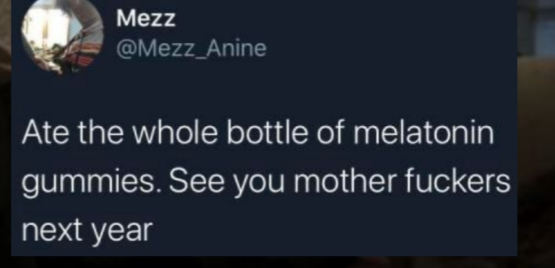 Mezz
@Mezz_Anine
Ate the whole bottle of melatonin
gummies. See you mother fuckers
next year